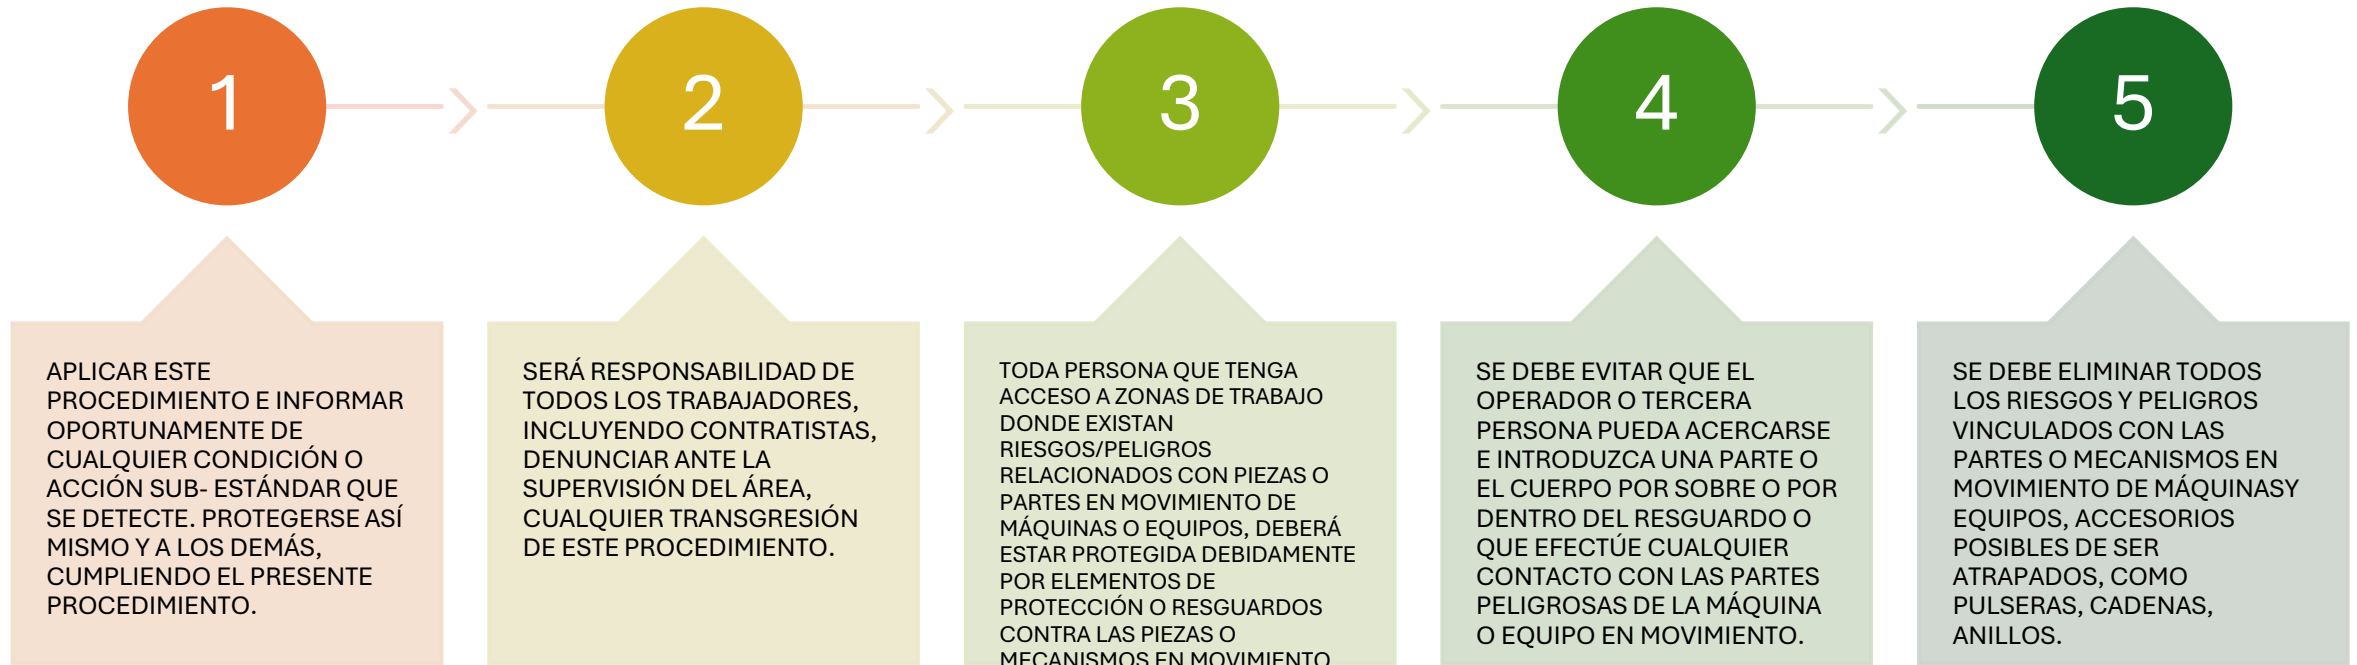 1
APLICAR ESTE
PROCEDIMIENTO E INFORMAR
OPORTUNAMENTE DE
CUALQUIER CONDICIÓN O
ACCIÓN SUB- ESTÁNDAR QUE
SE DETECTE. PROTEGERSE ASÍ
MISMO Y A LOS DEMÁS,
CUMPLIENDO EL PRESENTE
PROCEDIMIENTO.
2
SERÁ RESPONSABILIDAD DE
TODOS LOS TRABAJADORES,
INCLUYENDO CONTRATISTAS,
DENUNCIAR ANTE LA
SUPERVISIÓN DEL ÁREA,
CUALQUIER TRANSGRESIÓN
DE ESTE PROCEDIMIENTO.
3
TODA PERSONA QUE TENGA
ACCESO A ZONAS DE TRABAJO
DONDE EXISTAN
RIESGOS/PELIGROS
RELACIONADOS CON PIEZAS O
PARTES EN MOVIMIENTO DE
MÁQUINAS O EQUIPOS, DEBERÁ
ESTAR PROTEGIDA DEBIDAMENTE
POR ELEMENTOS DE
PROTECCIÓN O RESGUARDOS
CONTRA LAS PIEZAS O
MECANISMOS EN MOVIMIENTO
4
SE DEBE EVITAR QUE EL
OPERADOR O TERCERA
PERSONA PUEDA ACERCARSE
E INTRODUZCA UNA PARTE O
EL CUERPO POR SOBRE O POR
DENTRO DEL RESGUARDO O
QUE EFECTÚE CUALQUIER
CONTACTO CON LAS PARTES
PELIGROSAS DE LA MÁQUINA
O EQUIPO EN MOVIMIENTO.
5
SE DEBE ELIMINAR TODOS
LOS RIESGOS Y PELIGROS
VINCULADOS CON LAS
PARTES O MECANISMOS EN
MOVIMIENTO DE MÁQUINASY
EQUIPOS, ACCESORIOS
POSIBLES DE SER
ATRAPADOS, COMO
PULSERAS, CADENAS,
ANILLOS.